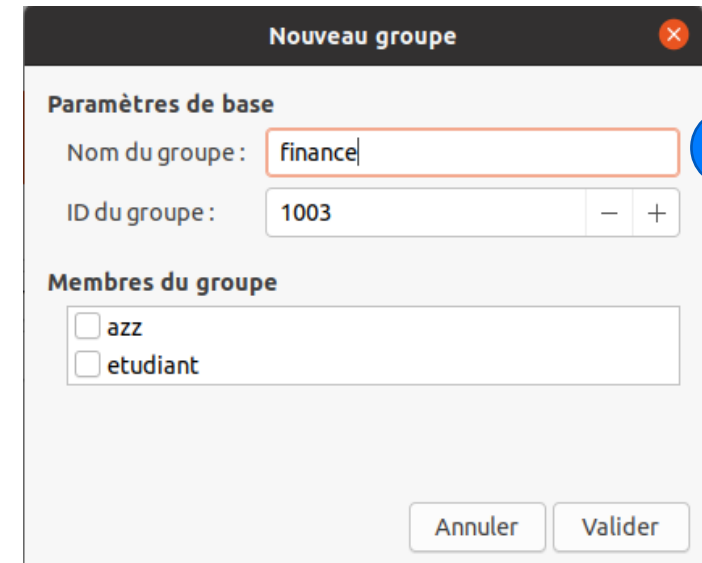 Nouveau groupe
Paramètres de base
Nom du groupe : finance
ID du groupe : 1003 − +
Membres du groupe
azz
etudiant
Annuler Valider